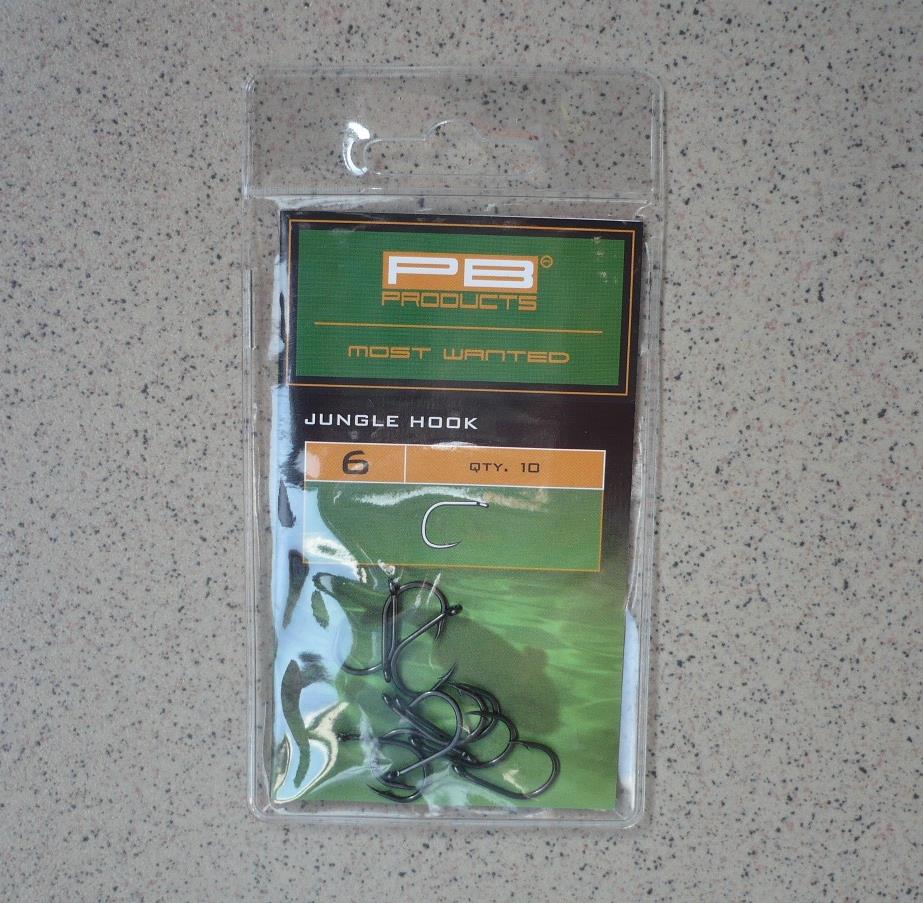 PB
PRODUCTS
MOST WANTED
JUNGLE HOOK
6 QTY. 10